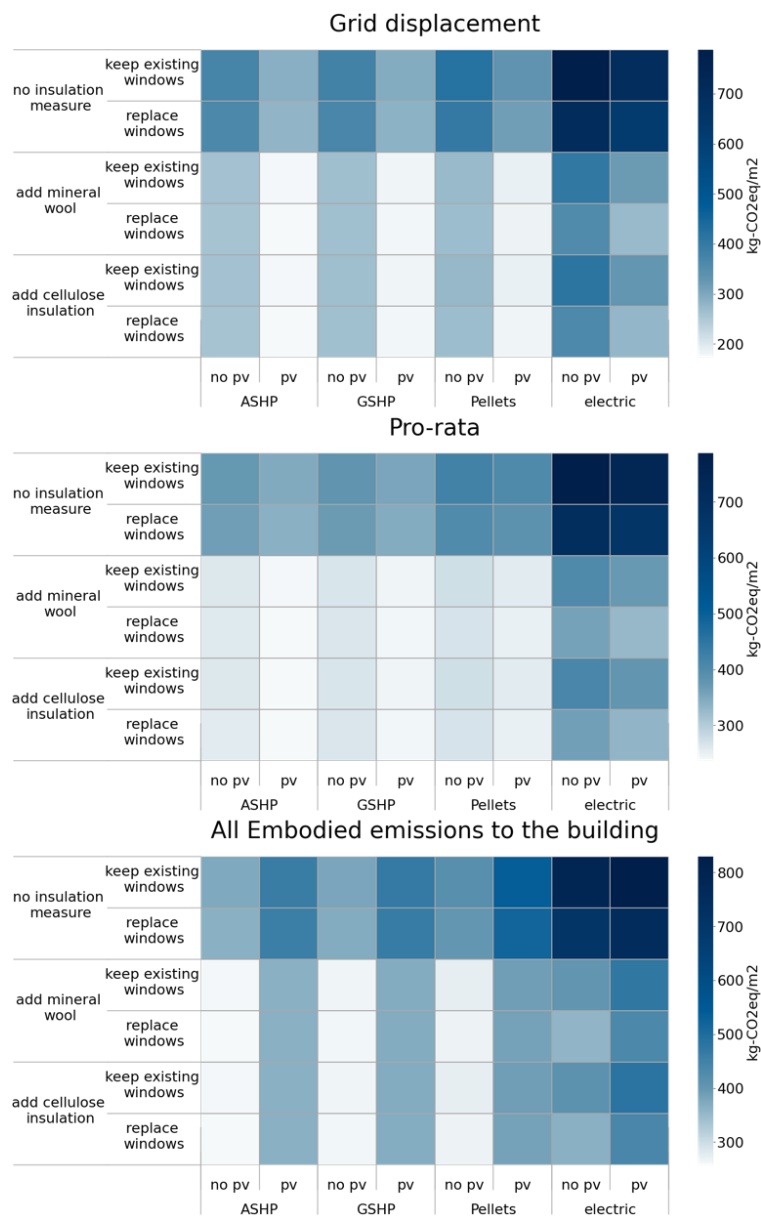 Grid displacement
no insulation
measure
keep existing
windows
replace
windows
add mineral
wool
keep existing
windows
replace
windows
add cellulose
insulation
keep existing
windows
replace
windows
no pv pv no pv pv no pv pv no pv pv
ASHP GSHP Pellets electric
700
600
500
400
300
200
kg-CO2eq/m2
Pro-rata
no insulation
measure
keep existing
windows
replace
windows
add mineral
wool
keep existing
windows
replace
windows
add cellulose
insulation
keep existing
windows
replace
windows
no pv pv no pv pv no pv pv no pv pv
ASHP GSHP Pellets electric
700
600
500
400
300
kg-CO2eq/m2
All Embodied emissions to the building
no insulation
measure
keep existing
windows
replace
windows
add mineral
wool
keep existing
windows
replace
windows
add cellulose
insulation
keep existing
windows
replace
windows
no pv pv no pv pv no pv pv no pv pv
ASHP GSHP Pellets electric
800
700
600
500
400
300
kg-CO2eq/m2